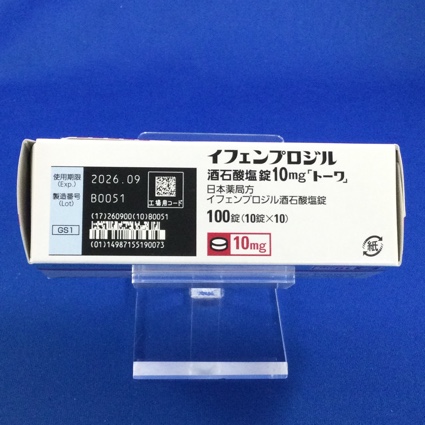 使用期限
(Exp.)
2026.09
製造番号
(Lot)
B0051
工場用コード
(17)260900(10)B0051
GS1
(01)14987155190073
イフェンプロジル
酒石酸塩錠10mg「トーワ」
日本薬局方
イフェンプロジル酒石酸塩錠
100錠(10錠×10)
10mg
紙